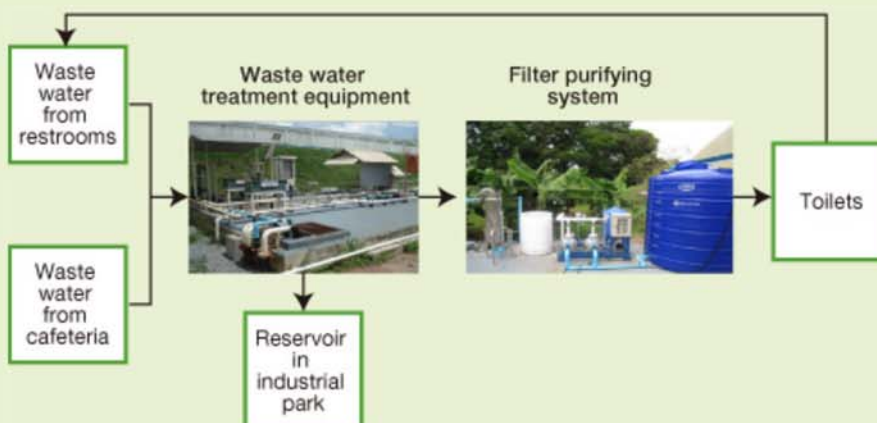 Waste
water
from
restrooms
Waste water
treatment equipment
Filter purifying
system
Toilets
Waste
water
from
cafeteria
Reservoir
in
industrial
park